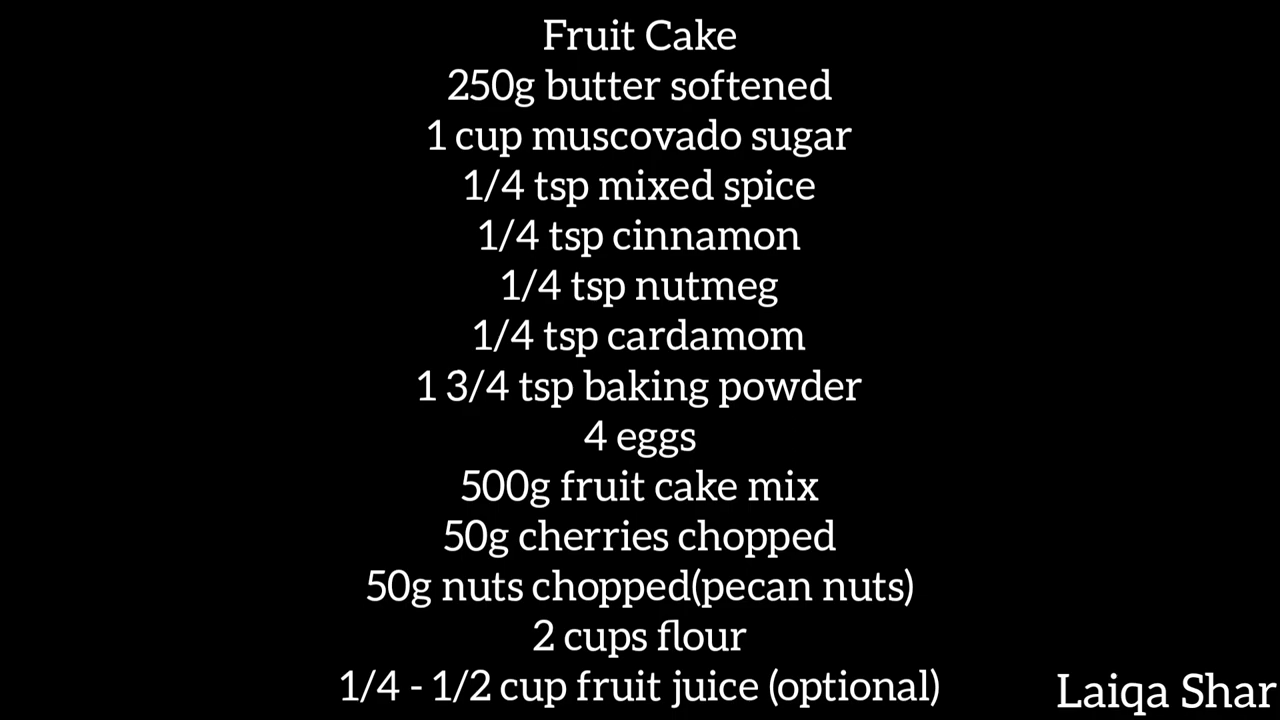 Fruit Cake
250g butter softened
1 cup muscovado sugar
1/4 tsp mixed spice
1/4 tsp cinnamon
1/4 tsp nutmeg
1/4 tsp cardamom
1 3/4 tsp baking powder
4 eggs
500g fruit cake mix
50g cherries chopped
50g nuts chopped(pecan nuts)
2 cups flour
1/4 - 1/2 cup fruit juice (optional)
Laiqa Shar